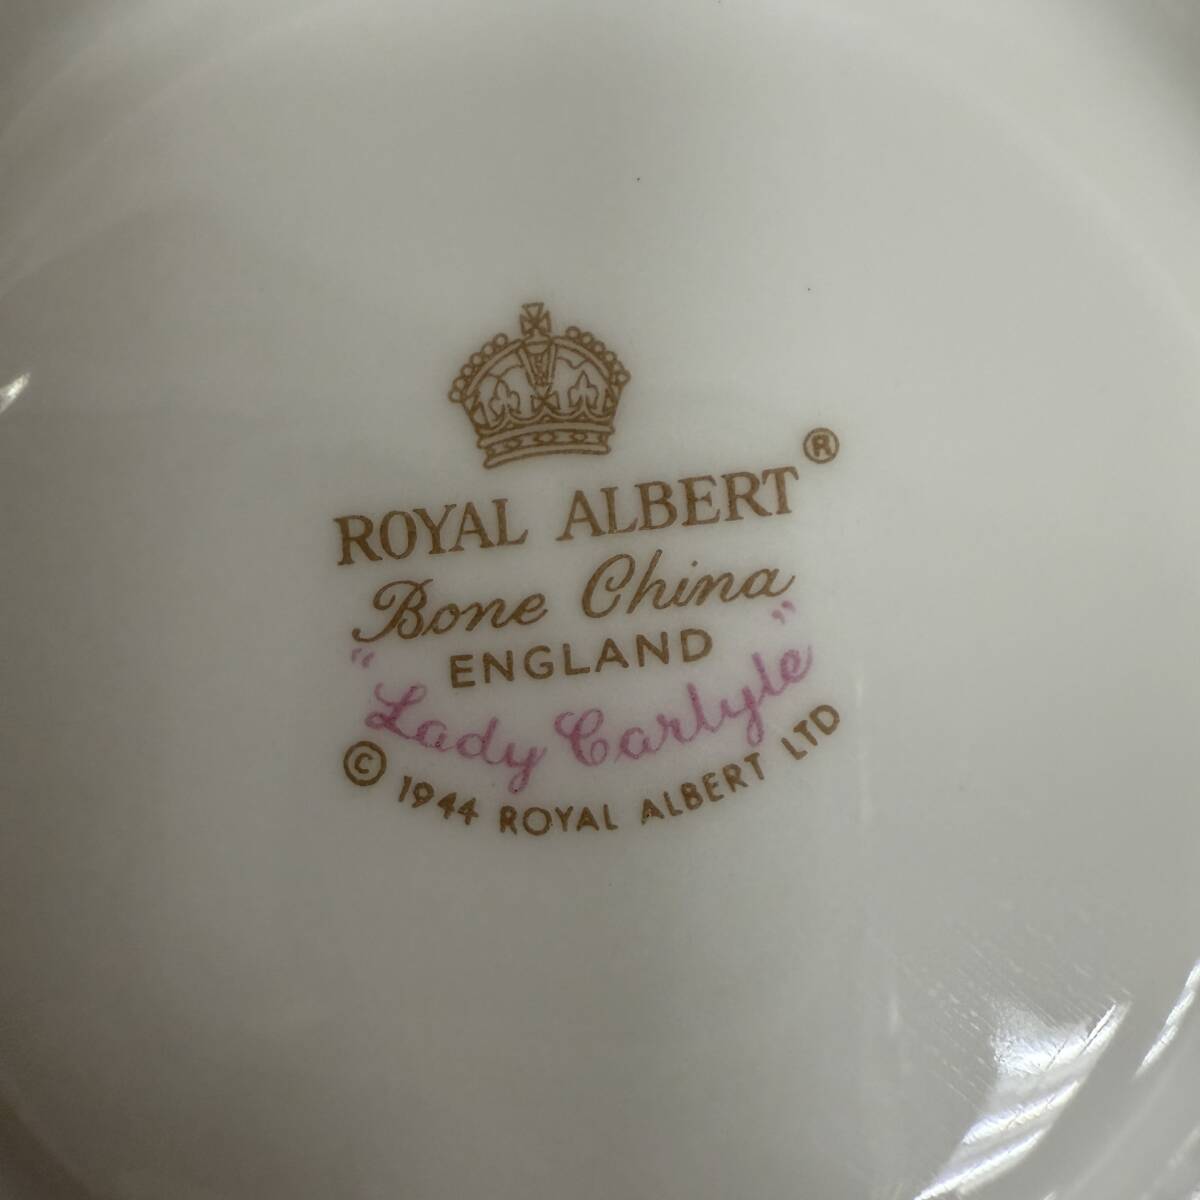 ROYAL ALBERT ®
Bone China
ENGLAND
"Lady Carlyle"
© 1944 ROYAL ALBERT LTD